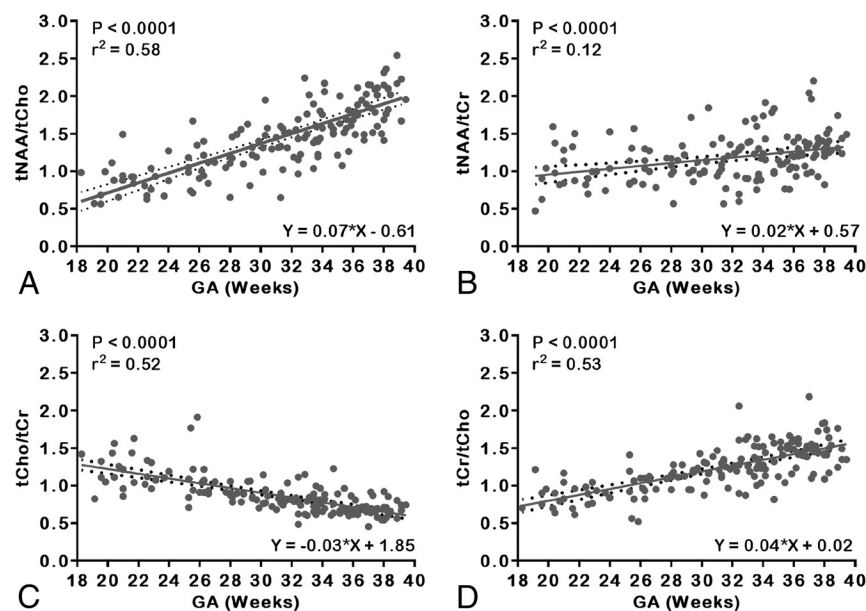 P < 0.0001
r² = 0.58
tNAA/tCho
3.0
2.5
2.0
1.5
1.0
0.5
0.0
Y = 0.07*X - 0.61
18 20 22 24 26 28 30 32 34 36 38 40
GA (Weeks)
A
P < 0.0001
r² = 0.12
tNAA/tCr
3.0
2.5
2.0
1.5
1.0
0.5
0.0
Y = 0.02*X + 0.57
18 20 22 24 26 28 30 32 34 36 38 40
GA (Weeks)
B
P < 0.0001
r² = 0.52
tCho/tCr
3.0
2.5
2.0
1.5
1.0
0.5
0.0
Y = -0.03*X + 1.85
18 20 22 24 26 28 30 32 34 36 38 40
GA (Weeks)
C
P < 0.0001
r² = 0.53
tCr/tCho
3.0
2.5
2.0
1.5
1.0
0.5
0.0
Y = 0.04*X + 0.02
18 20 22 24 26 28 30 32 34 36 38 40
GA (Weeks)
D